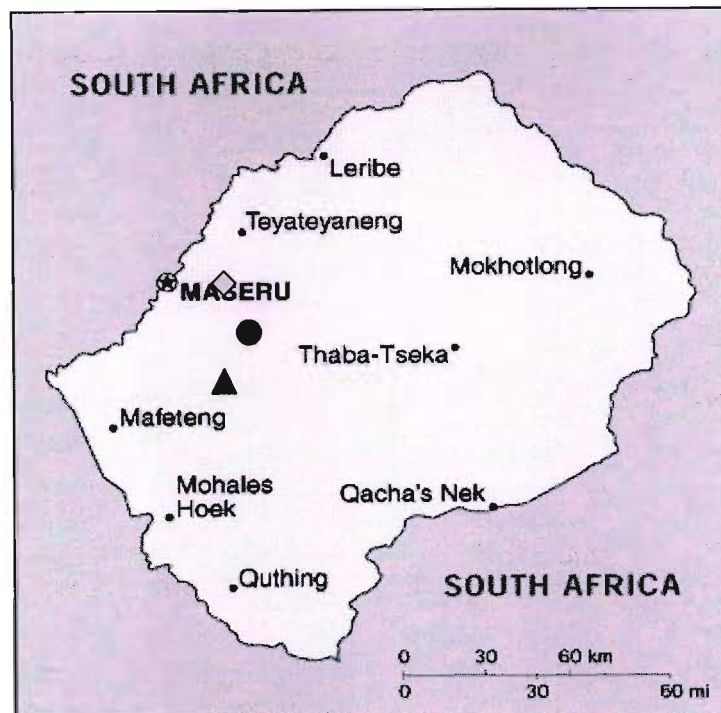 SOUTH AFRICA
Leribe
Teyateyaneng
Mokhotlong
MASERU
Thaba-Tseka
Mafeteng
Mohales
Hoek
Qacha's Nek
Quthing
SOUTH AFRICA
0 30 60 km
0 30 60 mi